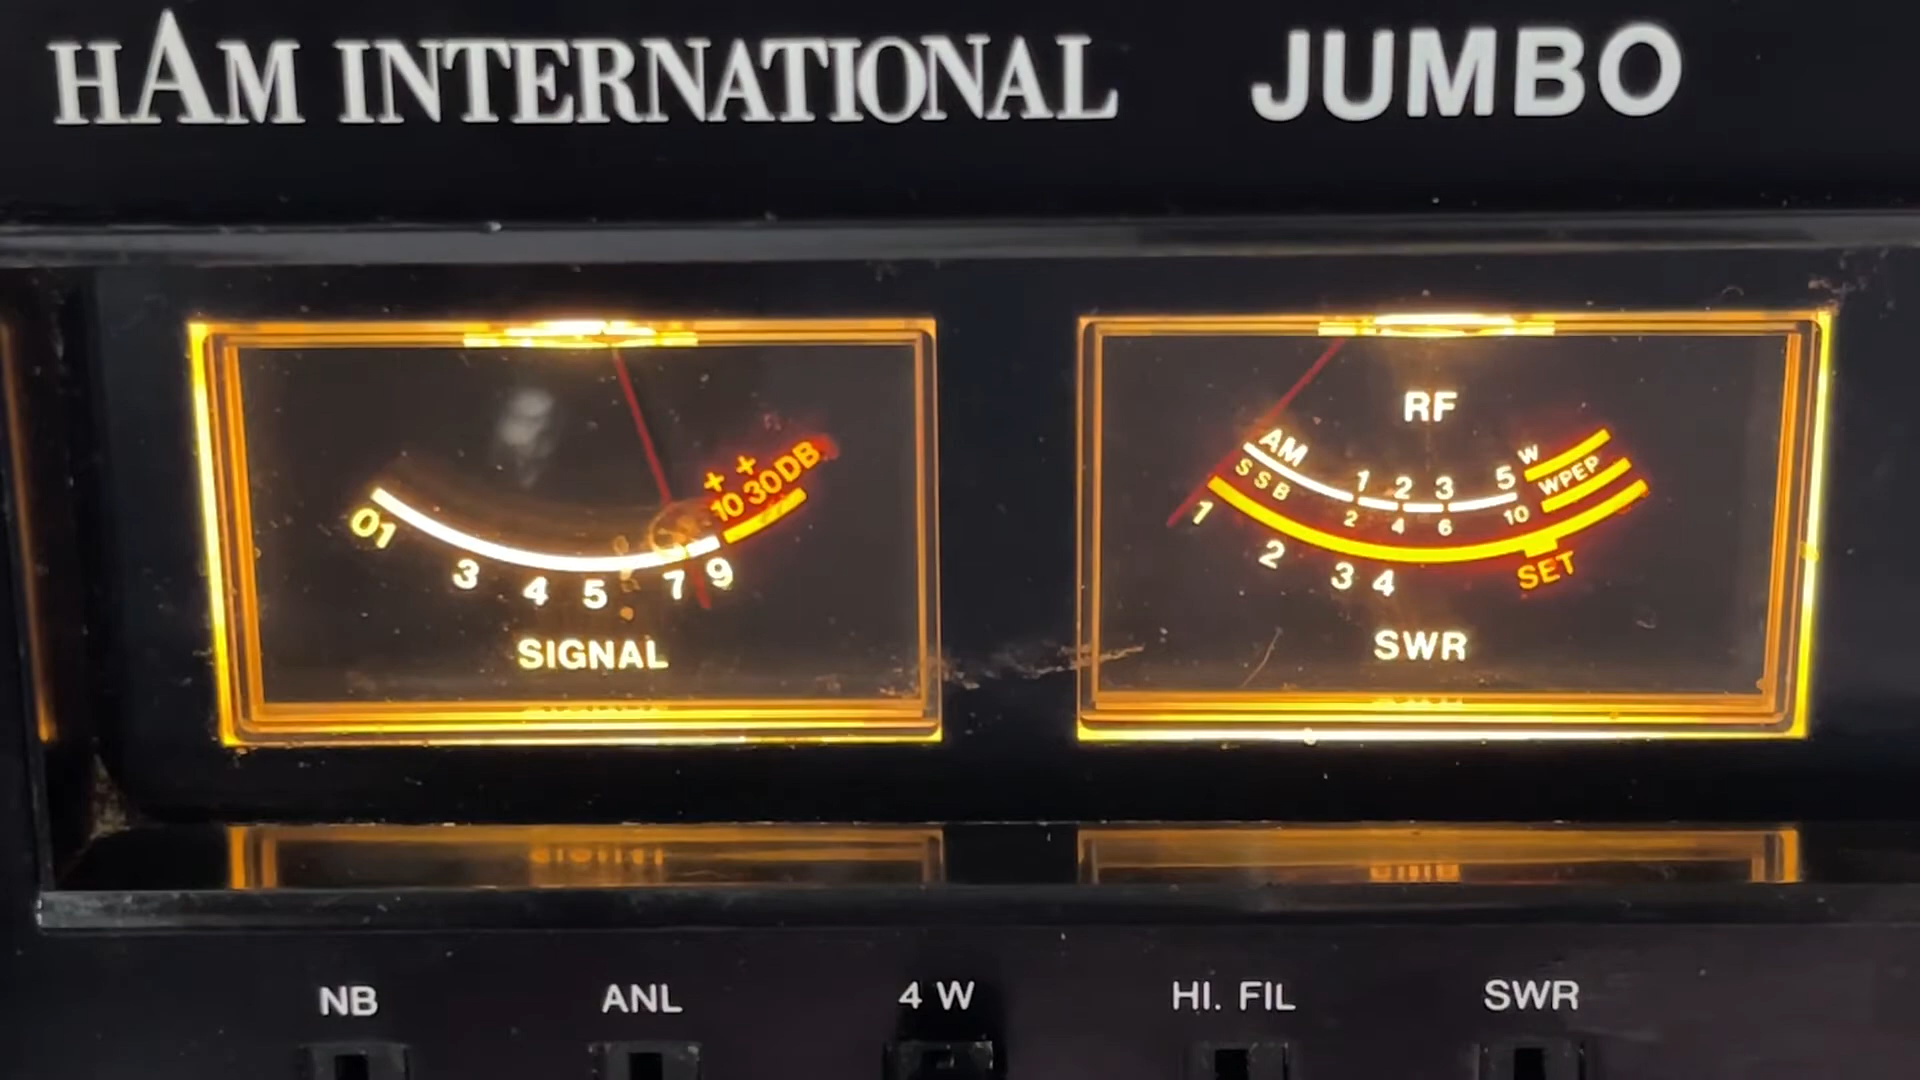 HAM INTERNATIONAL JUMBO
+ +
10 30DB
01 3 4 5 7 9
SIGNAL
RF
AM 1 2 3 5 W
SSB 2 4 6 10 WPEP
1 2 3 4 SET
SWR
NB ANL 4 W HI. FIL SWR